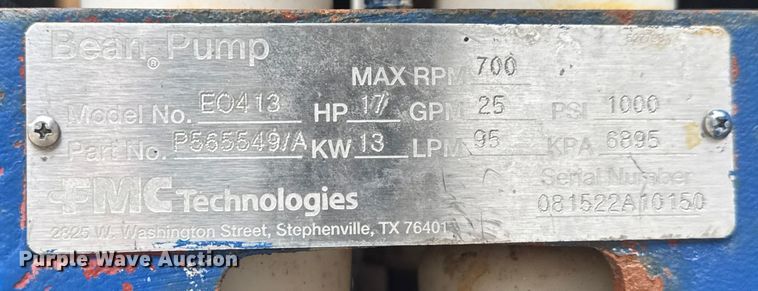 Bean® Pump
MAX RPM 700
Model No. EO413 HP 17 GPM 25 PSI 1000
Part No. P565549/A KW 13 LPM 95 KPA 6895
FMC Technologies
Serial Number
081522A10150
2825 W. Washington Street, Stephenville, TX 76401
Purple Wave Auction